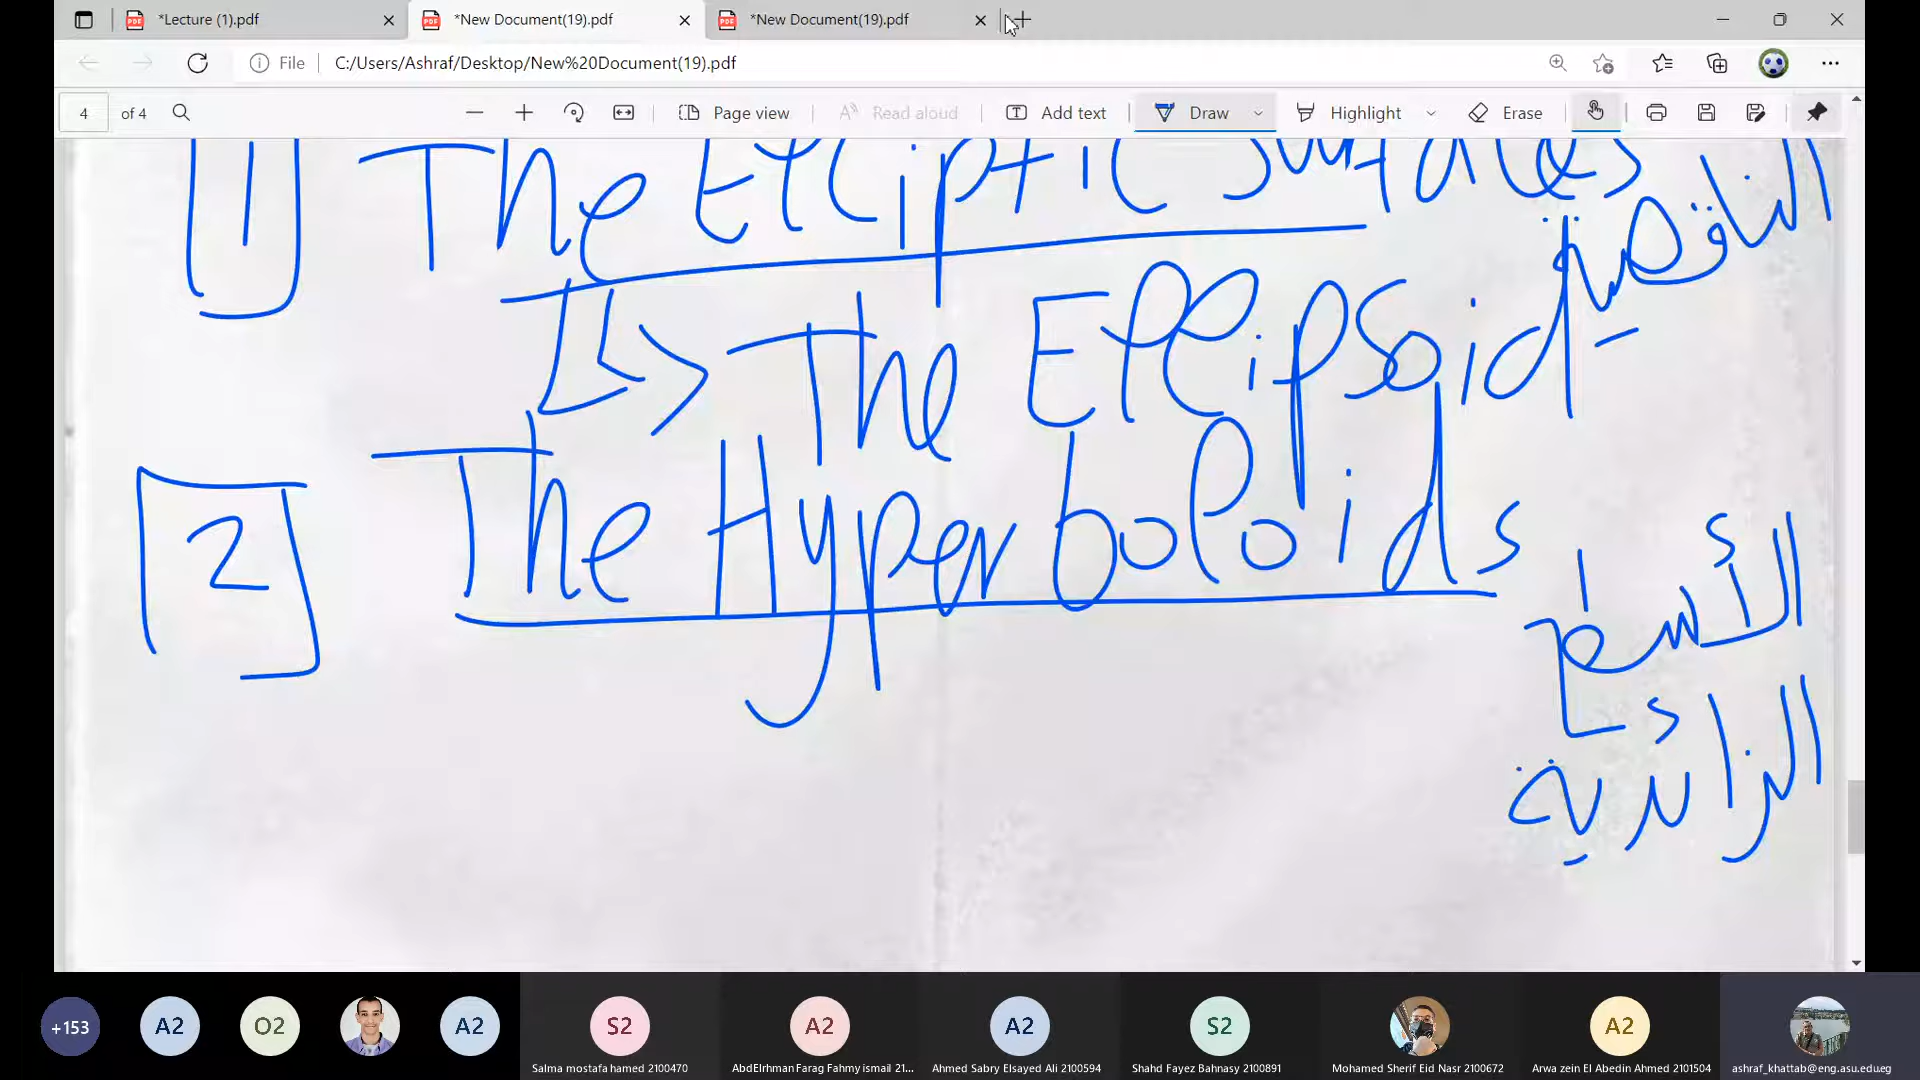 *Lecture (1).pdf
*New Document(19).pdf
*New Document(19).pdf
File
C:/Users/Ashraf/Desktop/New%20Document(19).pdf
4 of 4
Page view
Read aloud
Add text
Draw
Highlight
Erase
1 The Elliptic Surfaces
الناقصية
The Ellipsoid
2 The Hyperboloids
الزايدية
+153
A2
O2
A2
S2
A2
A2
S2
A2
Salma mostafa hamed 2100470
AbdElrhman Farag Fahmy ismail 21...
Ahmed Sabry Elsayed Ali 2100594
Shahd Fayez Bahnasy 2100891
Mohamed Sherif Eid Nasr 2100672
Arwa zein El Abedin Ahmed 2101504
ashraf_khattab@eng.asu.edu.eg